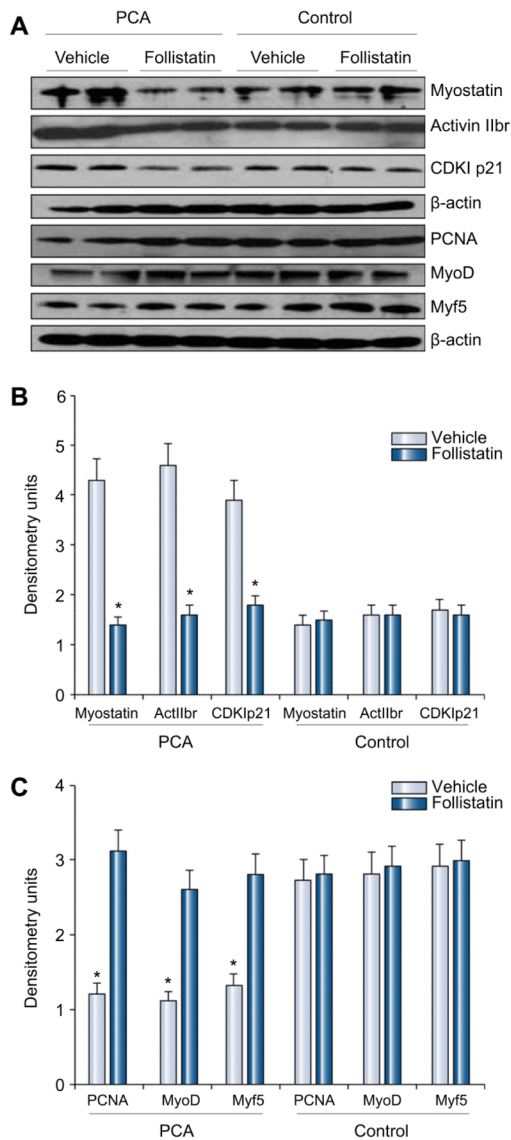 A
PCA Control
Vehicle Follistatin Vehicle Follistatin
Myostatin
Activin IIbr
CDKI p21
β-actin
PCNA
MyoD
Myf5
β-actin
B
Densitometry units
6
5
4
3
2
1
0
Vehicle
Follistatin
*
*
*
Myostatin ActIIbr CDKIp21 Myostatin ActIIbr CDKIp21
PCA Control
C
Densitometry units
4
3
2
1
0
Vehicle
Follistatin
*
*
*
PCNA MyoD Myf5 PCNA MyoD Myf5
PCA Control